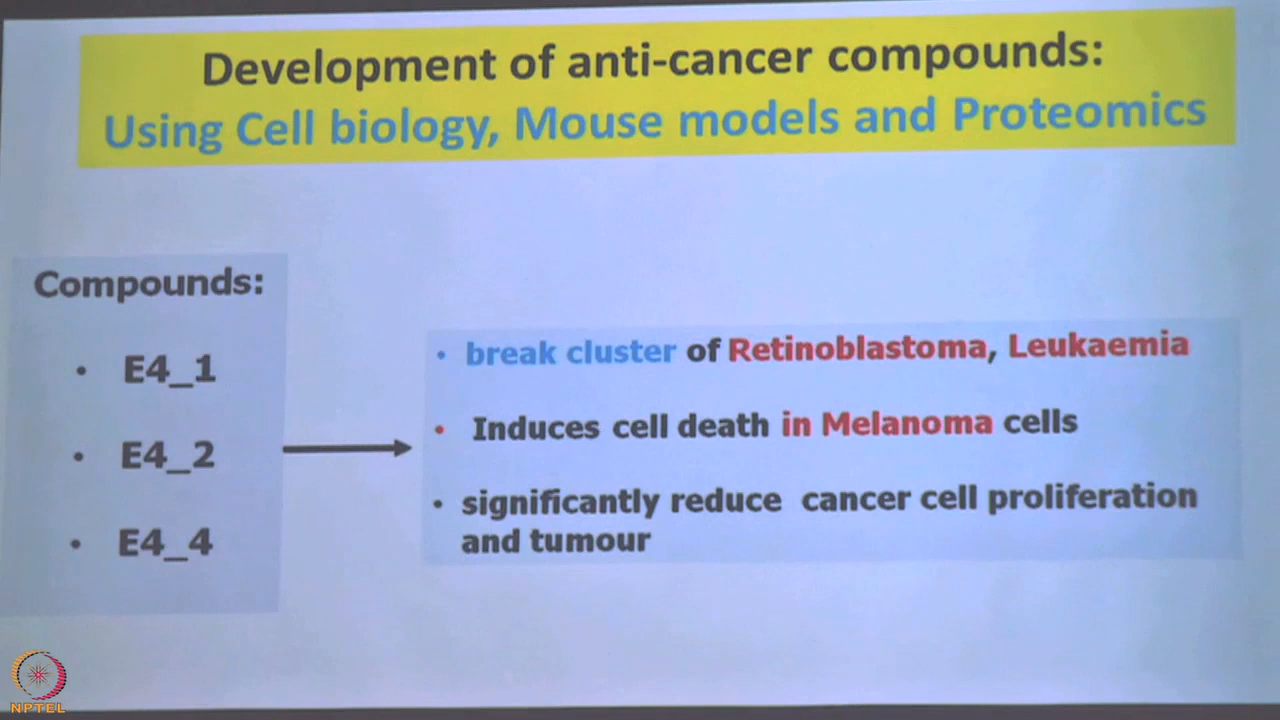 Development of anti-cancer compounds:
Using Cell biology, Mouse models and Proteomics
Compounds:
• E4_1
• E4_2
• E4_4
• break cluster of Retinoblastoma, Leukaemia
• Induces cell death in Melanoma cells
• significantly reduce cancer cell proliferation
and tumour
NPTEL